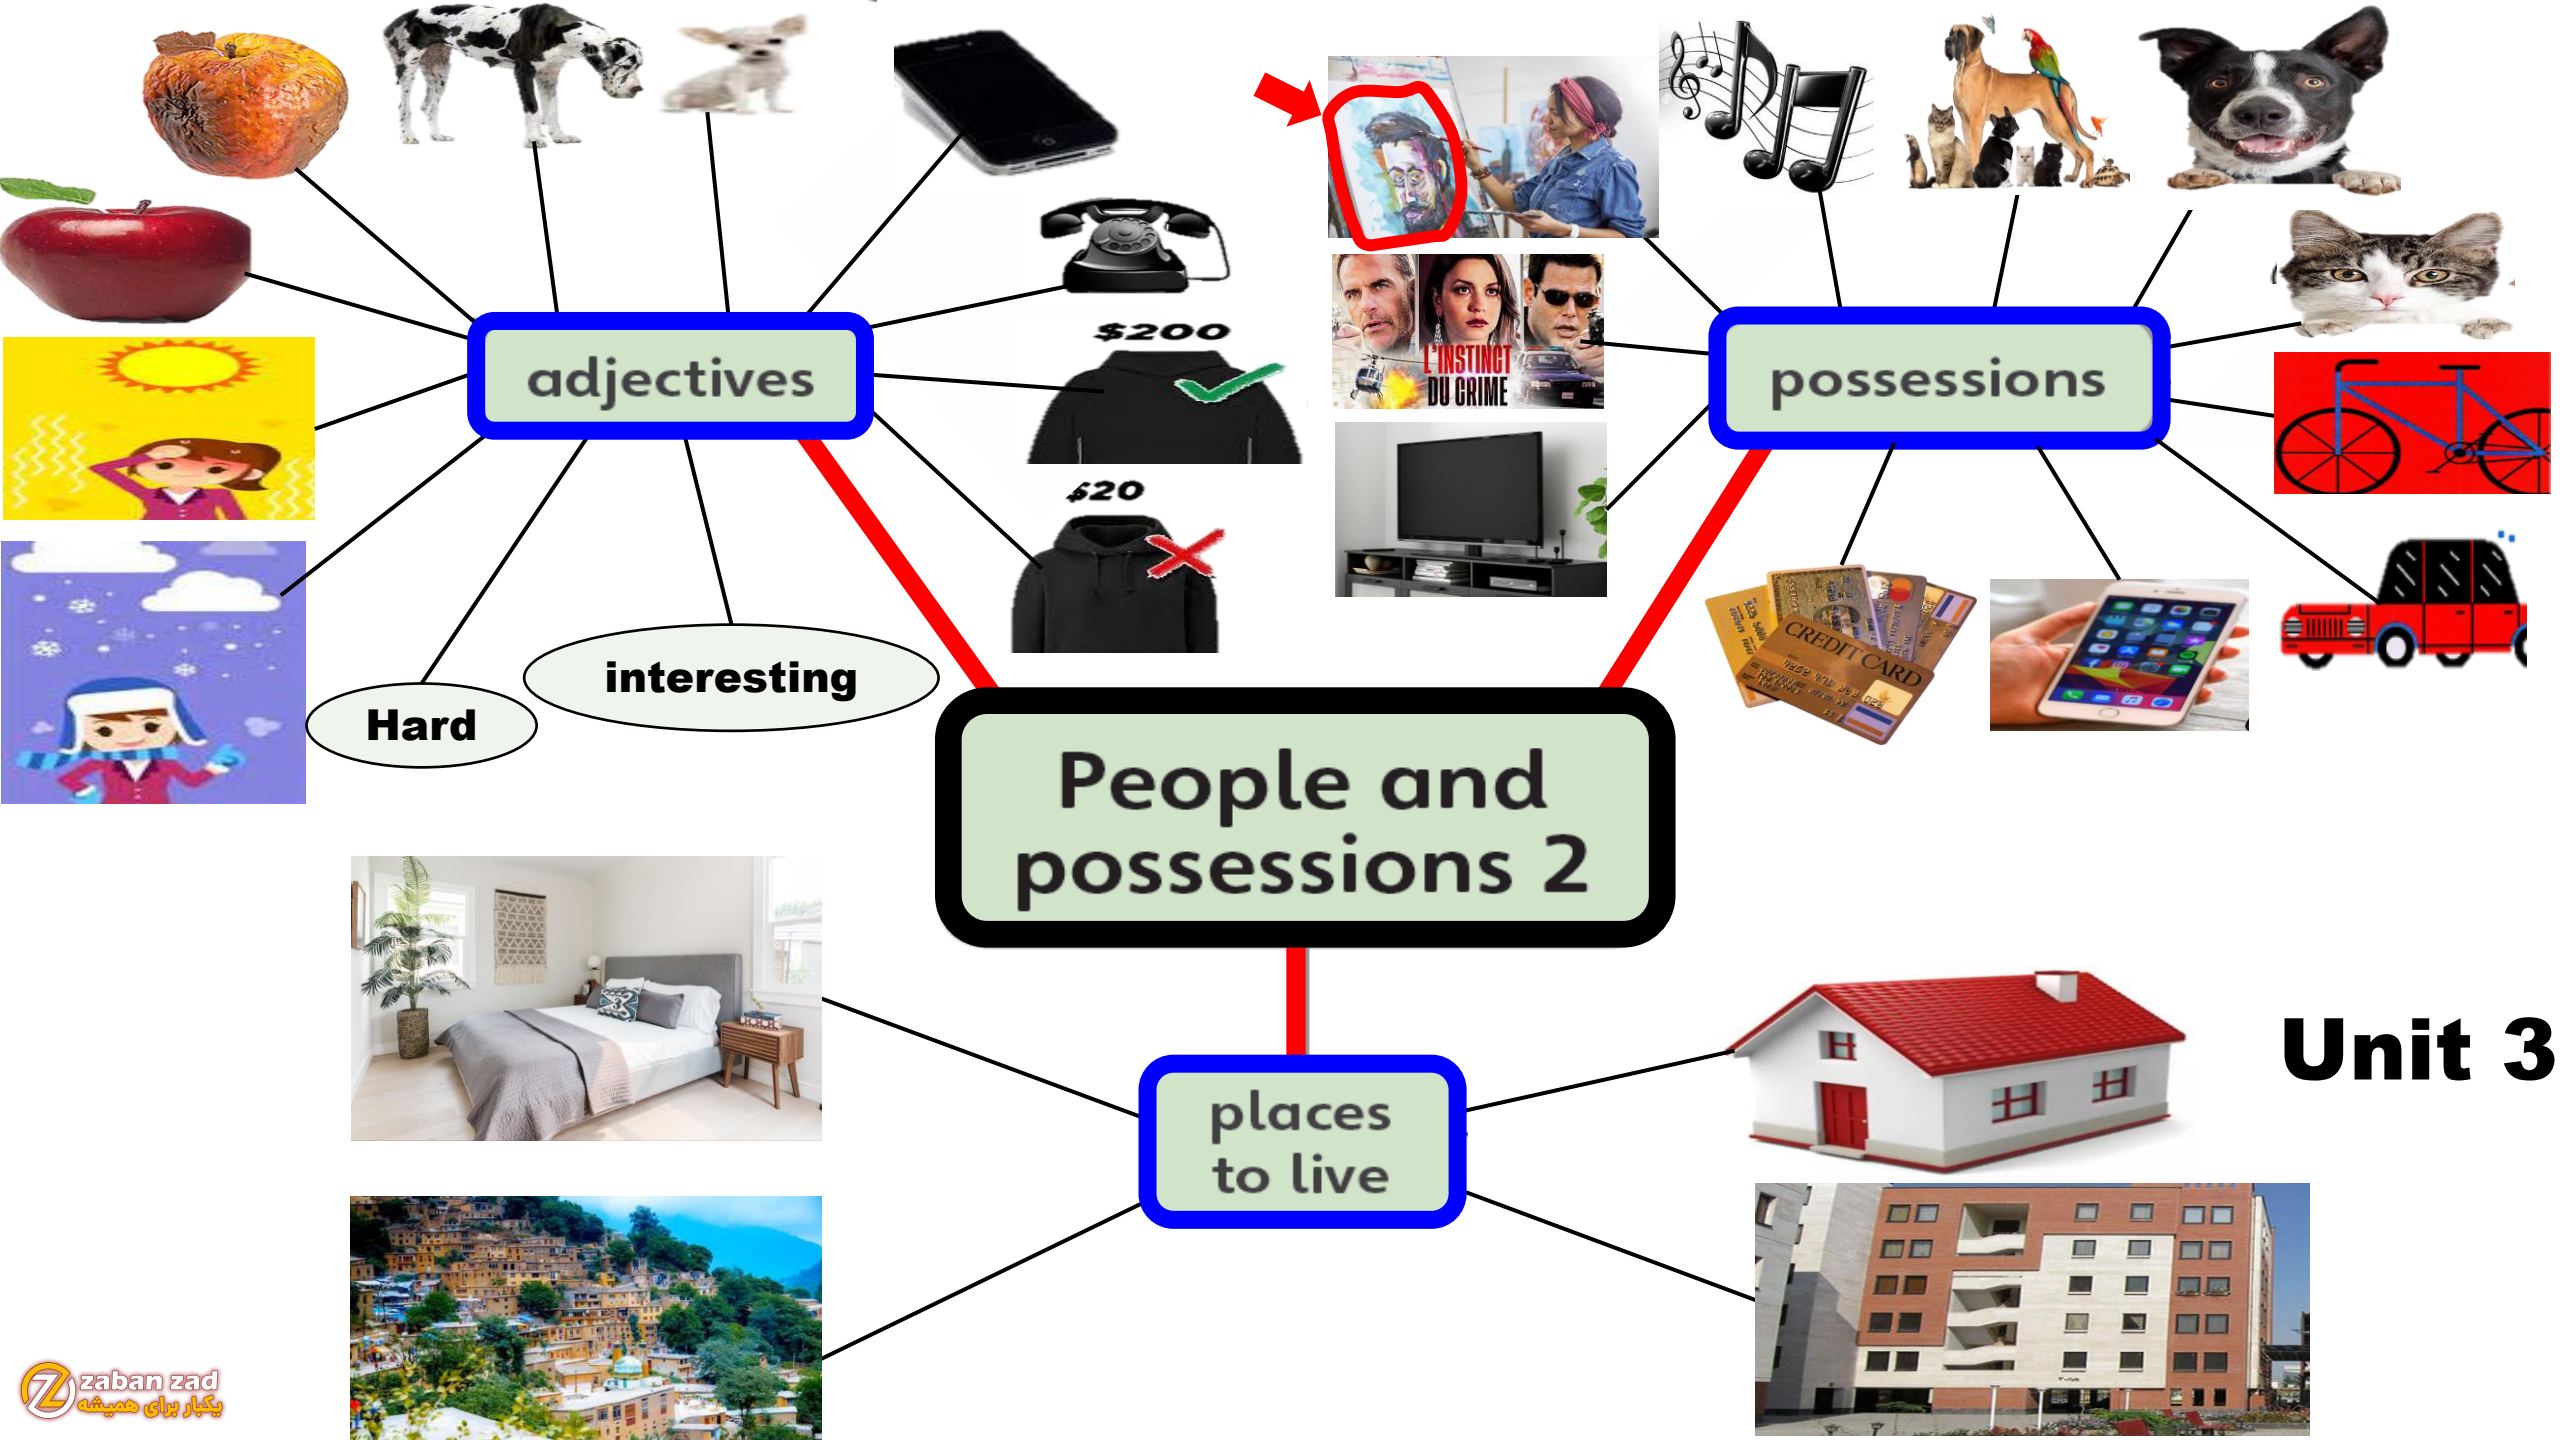 $200
adjectives
possessions
L'INSTINCT
DU CRIME
$20
CREDIT CARD
Hard
interesting
People and
possessions 2
places
to live
Unit 3
zaban zad
یکبار برای همیشه